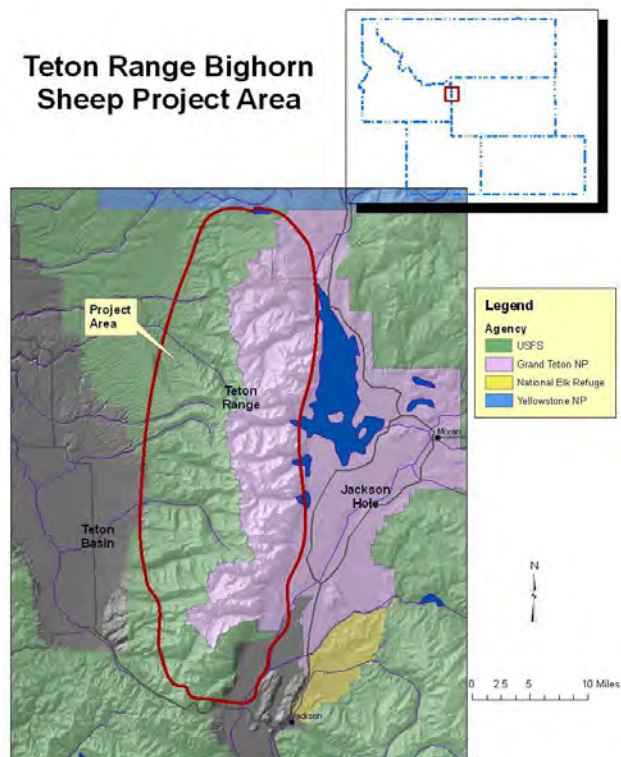 Teton Range Bighorn
Sheep Project Area
Project
Area
Teton
Range
Moran
Jackson
Hole
Teton
Basin
Jackson
Legend
Agency
USFS
Grand Teton NP
National Elk Refuge
Yellowstone NP
N
0 2.5 5 10 Miles